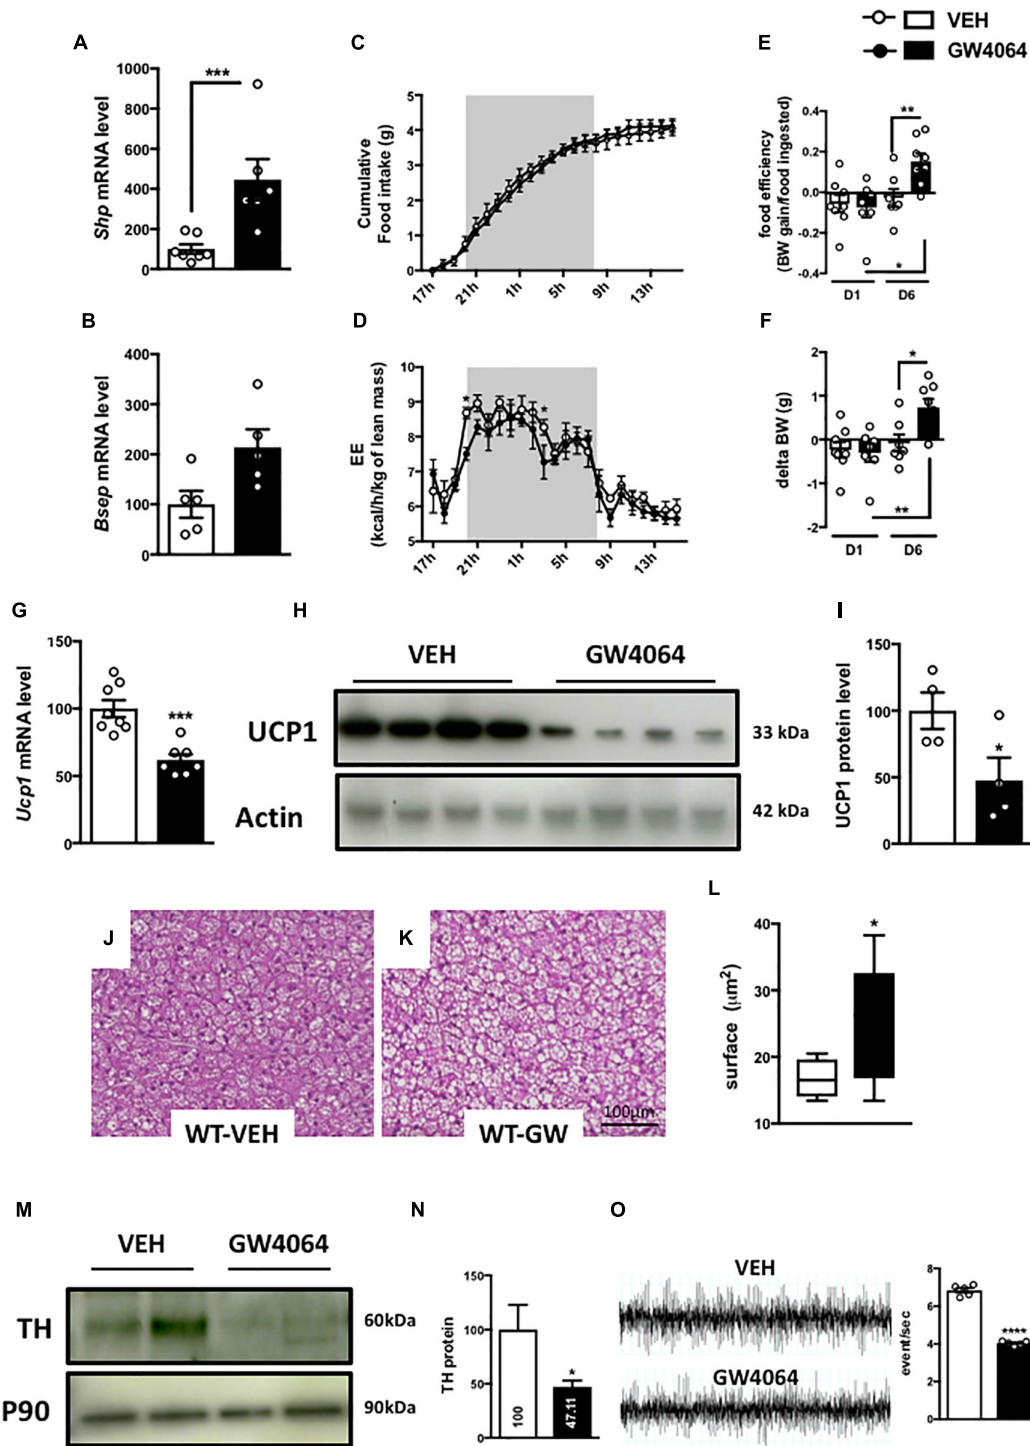 VEH
GW4064
A
Shp mRNA level
1000
800
600
400
200
0
***
B
Bsep mRNA level
400
300
200
100
0
C
Cumulative
Food intake (g)
5
4
3
2
1
0
17h
21h
1h
5h
9h
13h
D
EE
(kcal/h/kg of lean mass)
10
9
8
7
6
5
*
*
17h
21h
1h
5h
9h
13h
E
food efficiency
(BW gain/food ingested)
0.4
0.2
0.0
-0.2
-0.4
**
*
D1
D6
F
delta BW (g)
2
1
0
-1
-2
*
**
D1
D6
G
Ucp1 mRNA level
150
100
50
0
***
H
VEH
GW4064
UCP1
33 kDa
Actin
42 kDa
I
UCP1 protein level
150
100
50
0
*
J
WT-VEH
K
WT-GW
100µm
L
surface (µm²)
40
30
20
10
*
M
VEH
GW4064
TH
60kDa
P90
90kDa
N
TH protein
150
100
50
0
*
100
47.11
O
VEH
GW4064
event/sec
8
6
4
2
0
****